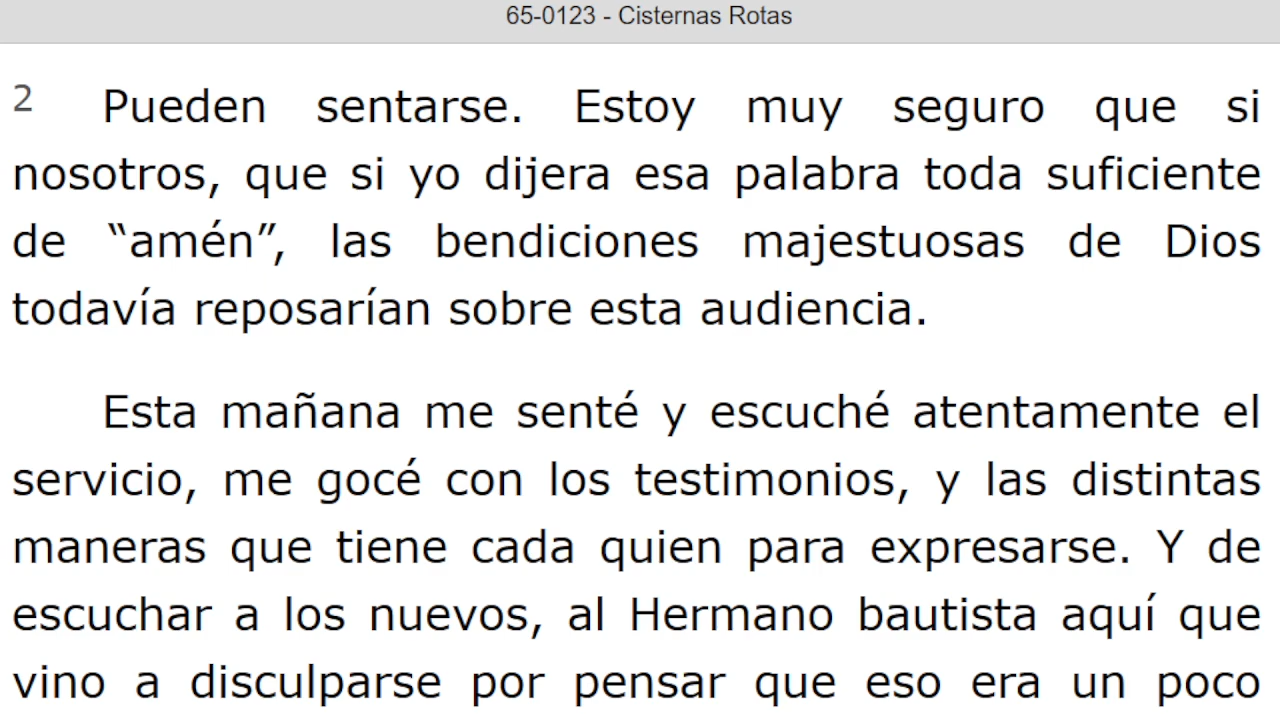 65-0123 - Cisternas Rotas
2 Pueden sentarse. Estoy muy seguro que si
nosotros, que si yo dijera esa palabra toda suficiente
de “amén”, las bendiciones majestuosas de Dios
todavía reposarían sobre esta audiencia.
Esta mañana me senté y escuché atentamente el
servicio, me gocé con los testimonios, y las distintas
maneras que tiene cada quien para expresarse. Y de
escuchar a los nuevos, al Hermano bautista aquí que
vino a disculparse por pensar que eso era un poco